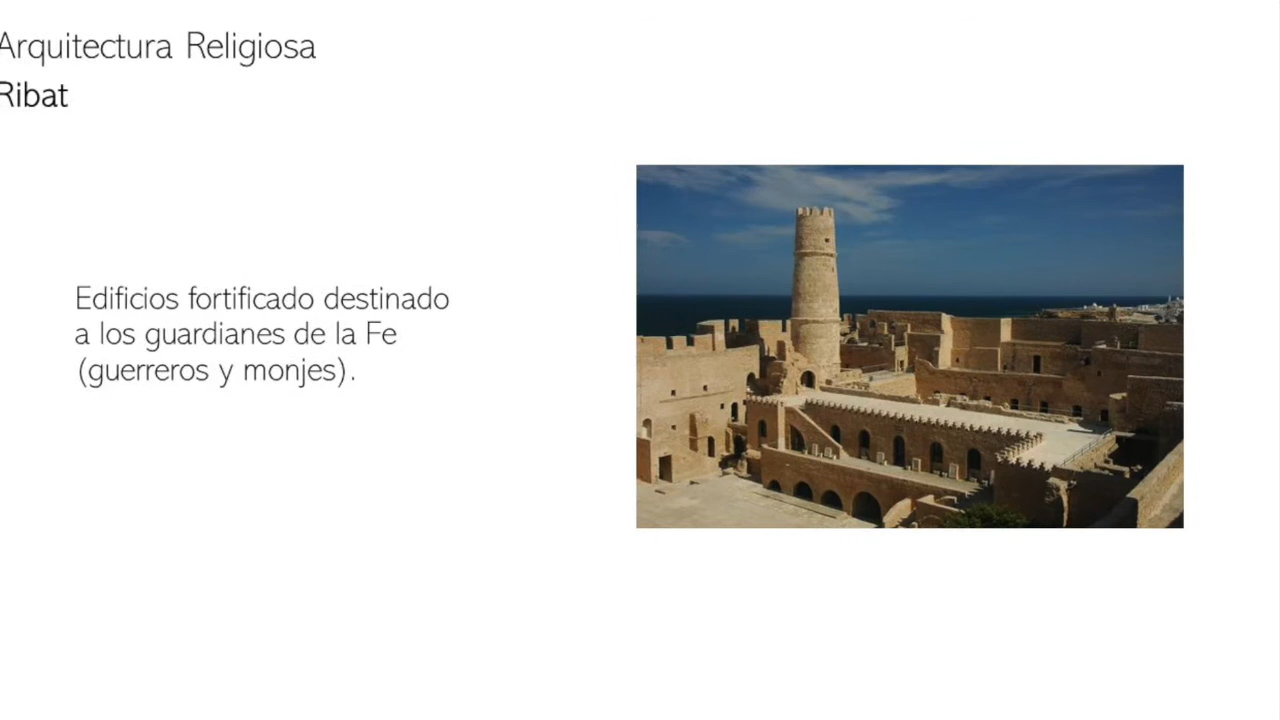 Arquitectura Religiosa
Ribat
Edificios fortificado destinado
a los guardianes de la Fe
(guerreros y monjes).